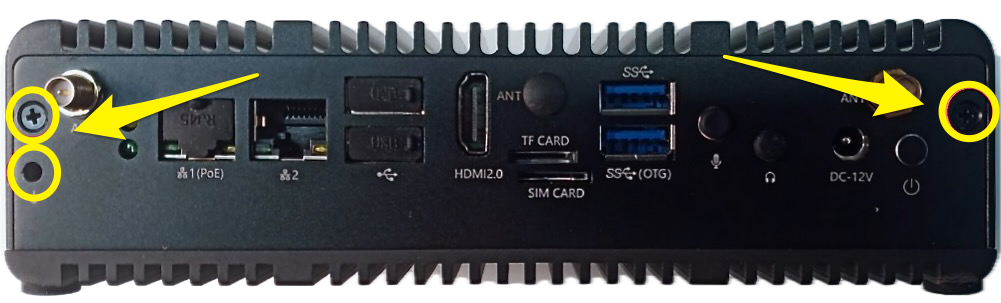 ANT
SS
ANT
TF CARD
RJ45
1(PoE)
2
HDMI2.0
SIM CARD
SS (OTG)
DC-12V